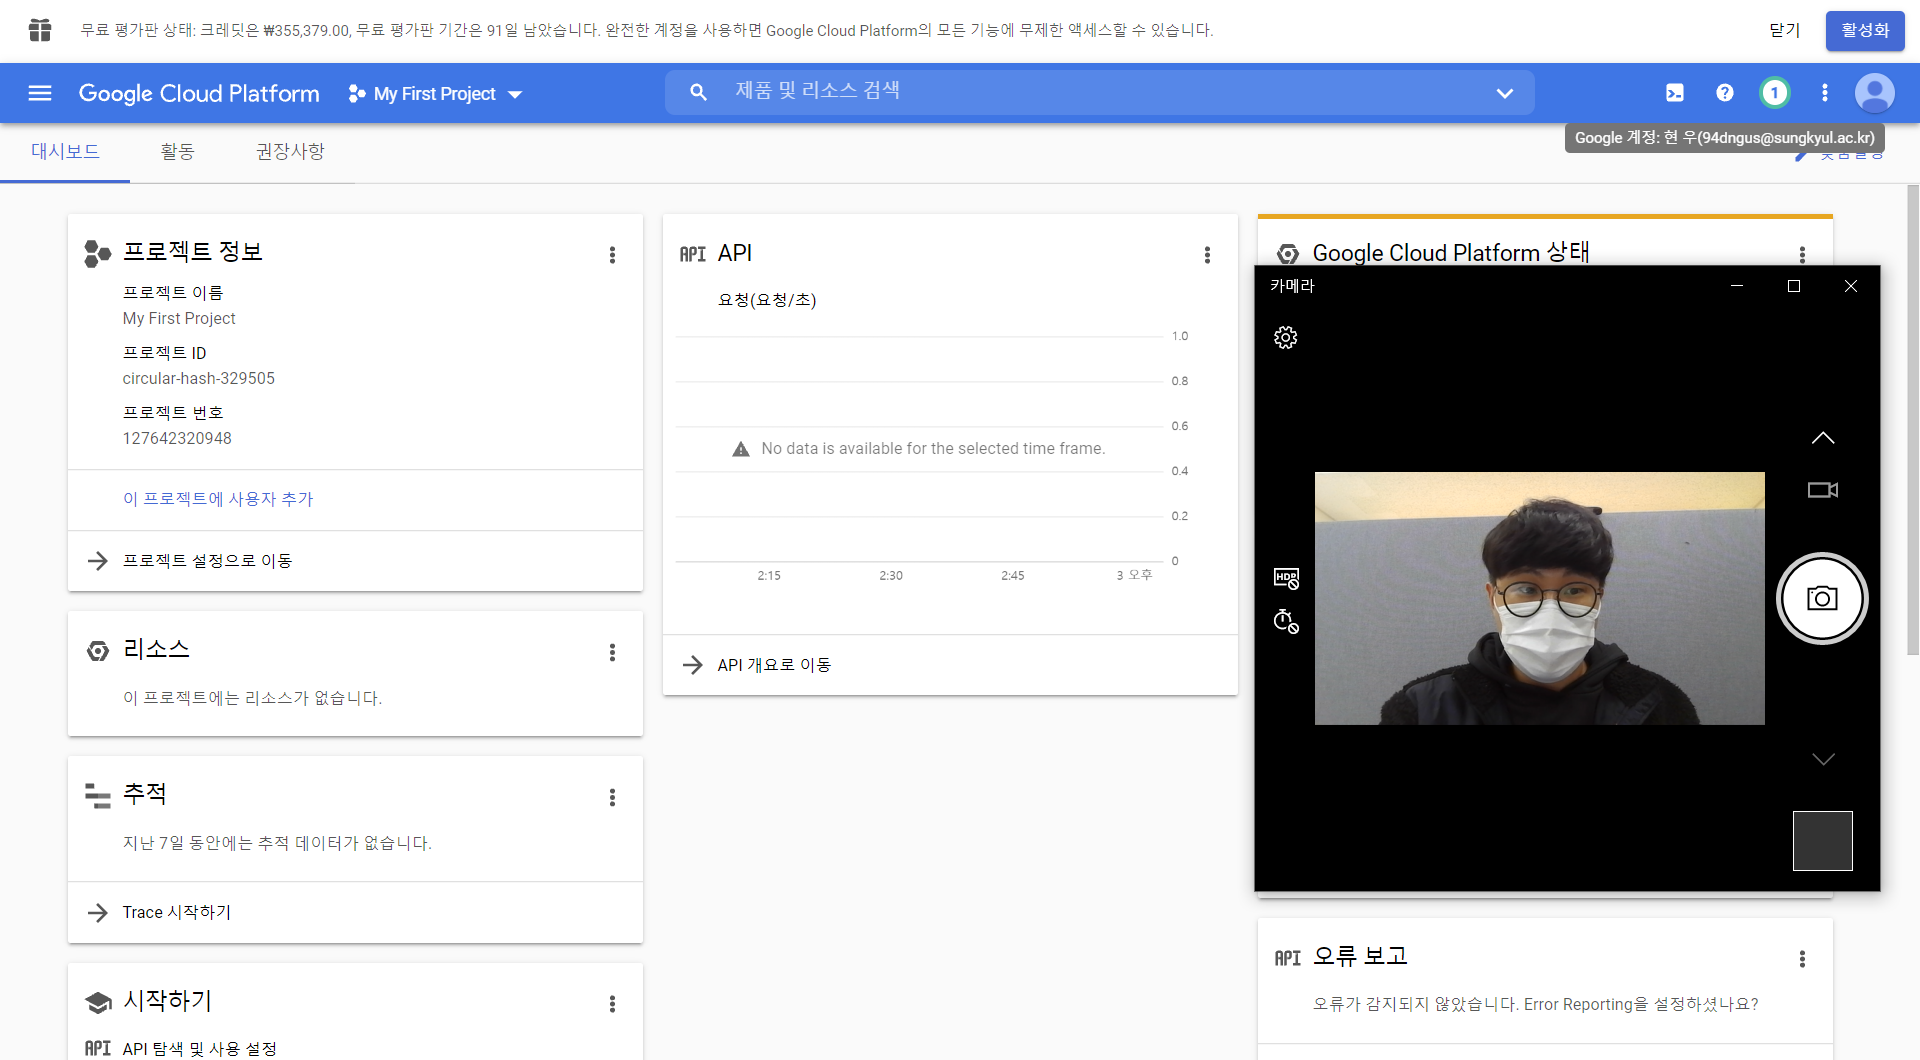 무료 평가판 상태: 크레딧은 ₩355,379.00, 무료 평가판 기간은 91일 남았습니다. 완전한 계정을 사용하면 Google Cloud Platform의 모든 기능에 무제한 액세스할 수 있습니다.
닫기
활성화
Google Cloud Platform
My First Project
제품 및 리소스 검색
1
대시보드
활동
권장사항
Google 계정: 현 우(94dngus@sungkyul.ac.kr)
프로젝트 정보
프로젝트 이름
My First Project
프로젝트 ID
circular-hash-329505
프로젝트 번호
127642320948
이 프로젝트에 사용자 추가
프로젝트 설정으로 이동
리소스
이 프로젝트에는 리소스가 없습니다.
추적
지난 7일 동안에는 추적 데이터가 없습니다.
Trace 시작하기
시작하기
API API 탐색 및 사용 설정
API API
요청(요청/초)
1.0
0.8
0.6
No data is available for the selected time frame.
0.4
0.2
0
2:15 2:30 2:45 3 오후
API 개요로 이동
Google Cloud Platform 상태
카메라
HDR
API 오류 보고
오류가 감지되지 않았습니다. Error Reporting을 설정하셨나요?